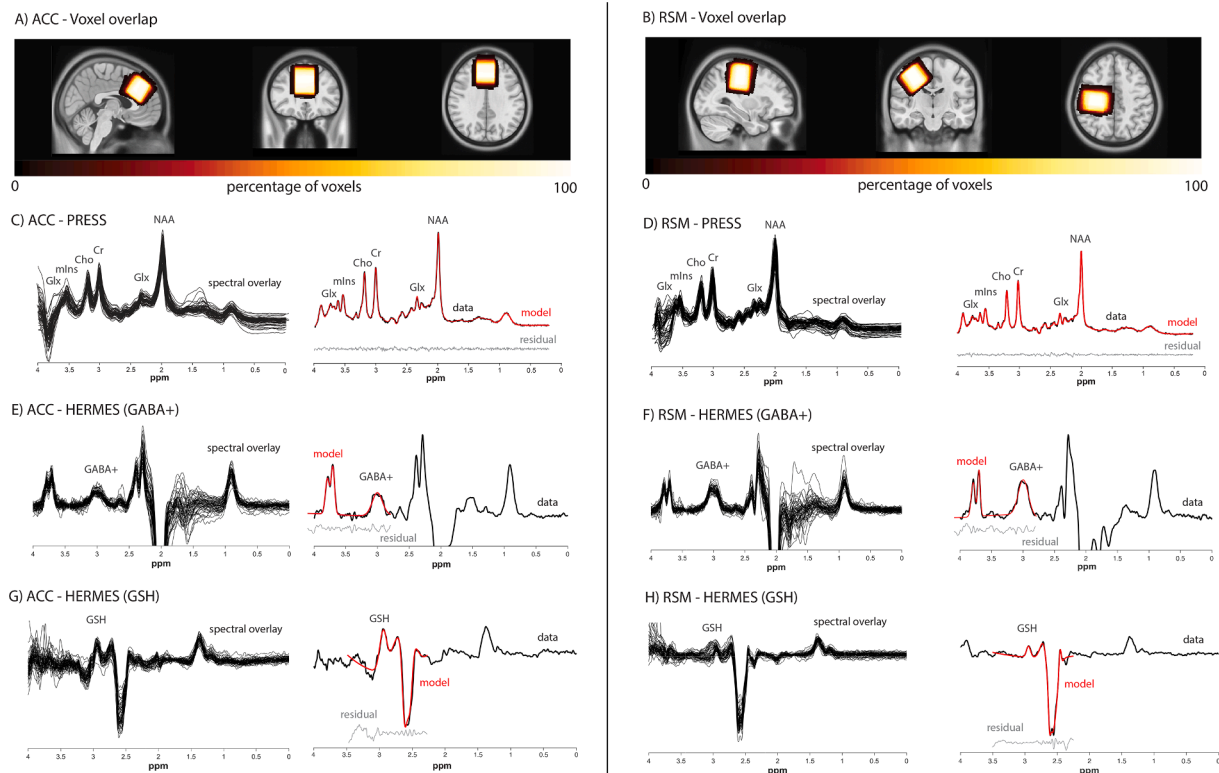 A) ACC - Voxel overlap
0 percentage of voxels 100
B) RSM - Voxel overlap
0 percentage of voxels 100
C) ACC - PRESS
Glx mIns Cho Cr Glx NAA spectral overlay
4 3.5 3 2.5 2 1.5 1 0.5 0
ppm
Glx mIns Cho Cr Glx NAA data model
residual
4 3.5 3 2.5 2 1.5 1 0.5 0
ppm
D) RSM - PRESS
Glx mIns Cho Cr Glx NAA spectral overlay
4 3.5 3 2.5 2 1.5 1 0.5 0
ppm
Glx mIns Cho Cr Glx NAA data model
residual
4 3.5 3 2.5 2 1.5 1 0.5 0
ppm
E) ACC - HERMES (GABA+)
GABA+ spectral overlay
4 3.5 3 2.5 2 1.5 1 0.5 0
ppm
model GABA+ data
residual
4 3.5 3 2.5 2 1.5 1 0.5 0
ppm
F) RSM - HERMES (GABA+)
GABA+ spectral overlay
4 3.5 3 2.5 2 1.5 1 0.5 0
ppm
model GABA+ data
residual
4 3.5 3 2.5 2 1.5 1 0.5 0
ppm
G) ACC - HERMES (GSH)
GSH spectral overlay
4 3.5 3 2.5 2 1.5 1 0.5 0
ppm
GSH data
model
residual
4 3.5 3 2.5 2 1.5 1 0.5 0
ppm
H) RSM - HERMES (GSH)
GSH spectral overlay
4 3.5 3 2.5 2 1.5 1 0.5 0
ppm
GSH data
model
residual
4 3.5 3 2.5 2 1.5 1 0.5 0
ppm